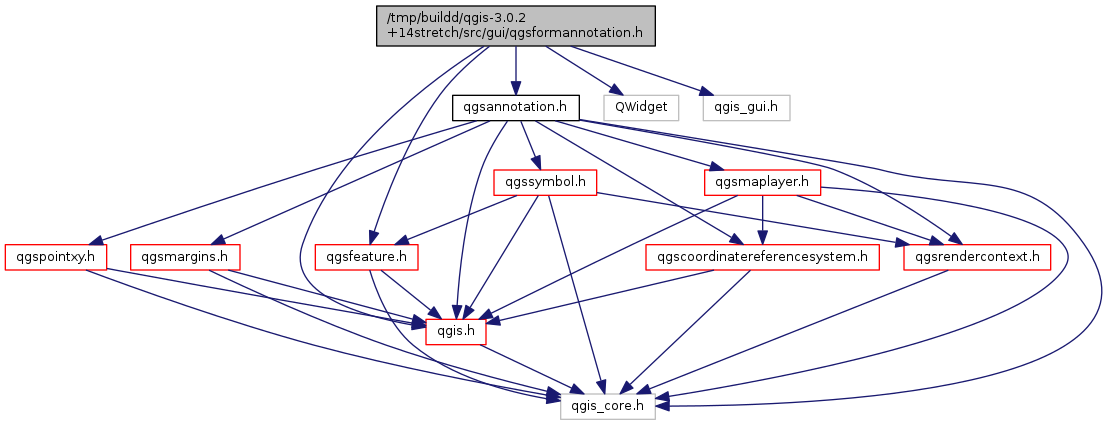 /tmp/buildd/qgis-3.0.2
+14stretch/src/gui/qgsformannotation.h
qgsannotation.h
QWidget
qgis_gui.h
qgssymbol.h
qgsmaplayer.h
qgspointxy.h
qgsmargins.h
qgsfeature.h
qgscoordinatereferencesystem.h
qgsrendercontext.h
qgis.h
qgis_core.h